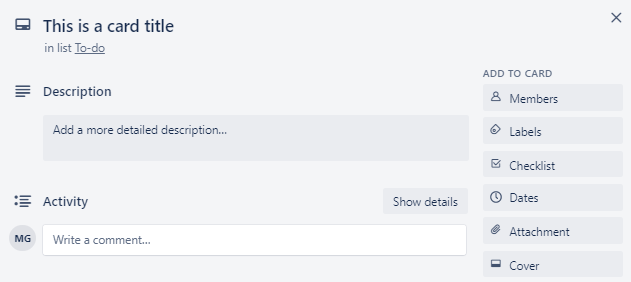 This is a card title
in list To-do
Description
Add a more detailed description...
Activity
Show details
MG
Write a comment...
ADD TO CARD
Members
Labels
Checklist
Dates
Attachment
Cover